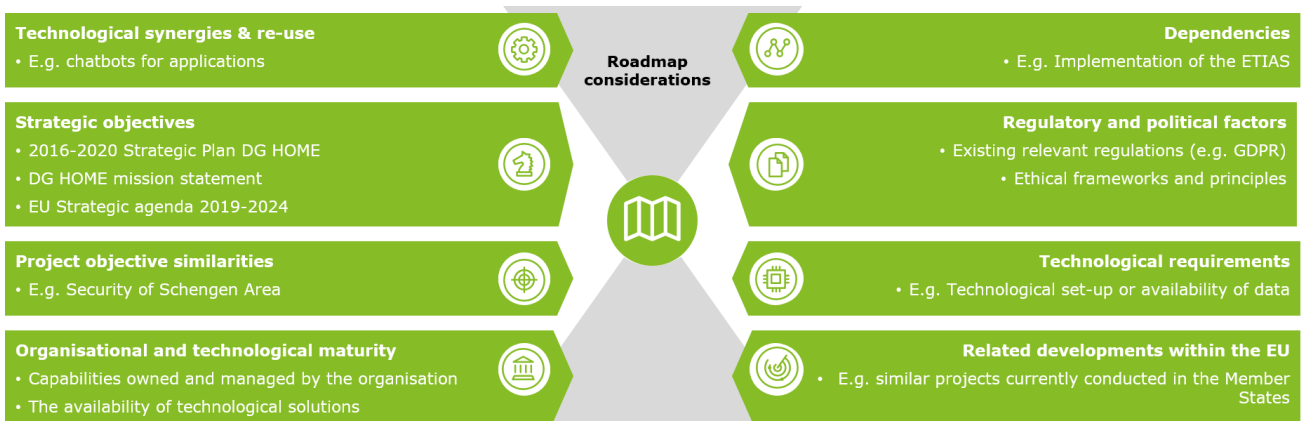 Technological synergies & re-use
• E.g. chatbots for applications
Strategic objectives
• 2016-2020 Strategic Plan DG HOME
• DG HOME mission statement
• EU Strategic agenda 2019-2024
Project objective similarities
• E.g. Security of Schengen Area
Organisational and technological maturity
• Capabilities owned and managed by the organisation
• The availability of technological solutions
Roadmap
considerations
Dependencies
• E.g. Implementation of the ETIAS
Regulatory and political factors
• Existing relevant regulations (e.g. GDPR)
• Ethical frameworks and principles
Technological requirements
• E.g. Technological set-up or availability of data
Related developments within the EU
• E.g. similar projects currently conducted in the Member
States